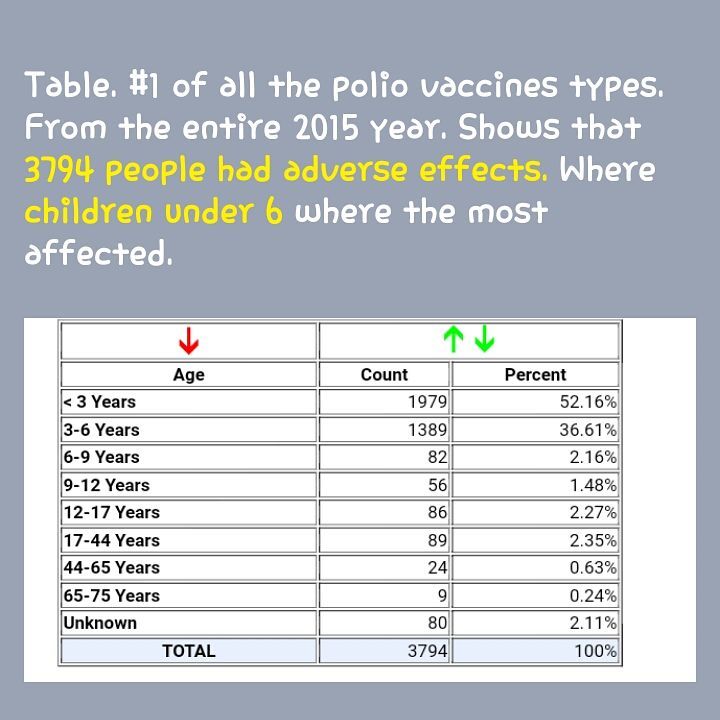 Table. #1 of all the polio vaccines types.
From the entire 2015 year. Shows that
3794 people had adverse effects. Where
children under 6 where the most
affected.
Age Count Percent
< 3 Years 1979 52.16%
3-6 Years 1389 36.61%
6-9 Years 82 2.16%
9-12 Years 56 1.48%
12-17 Years 86 2.27%
17-44 Years 89 2.35%
44-65 Years 24 0.63%
65-75 Years 9 0.24%
Unknown 80 2.11%
TOTAL 3794 100%